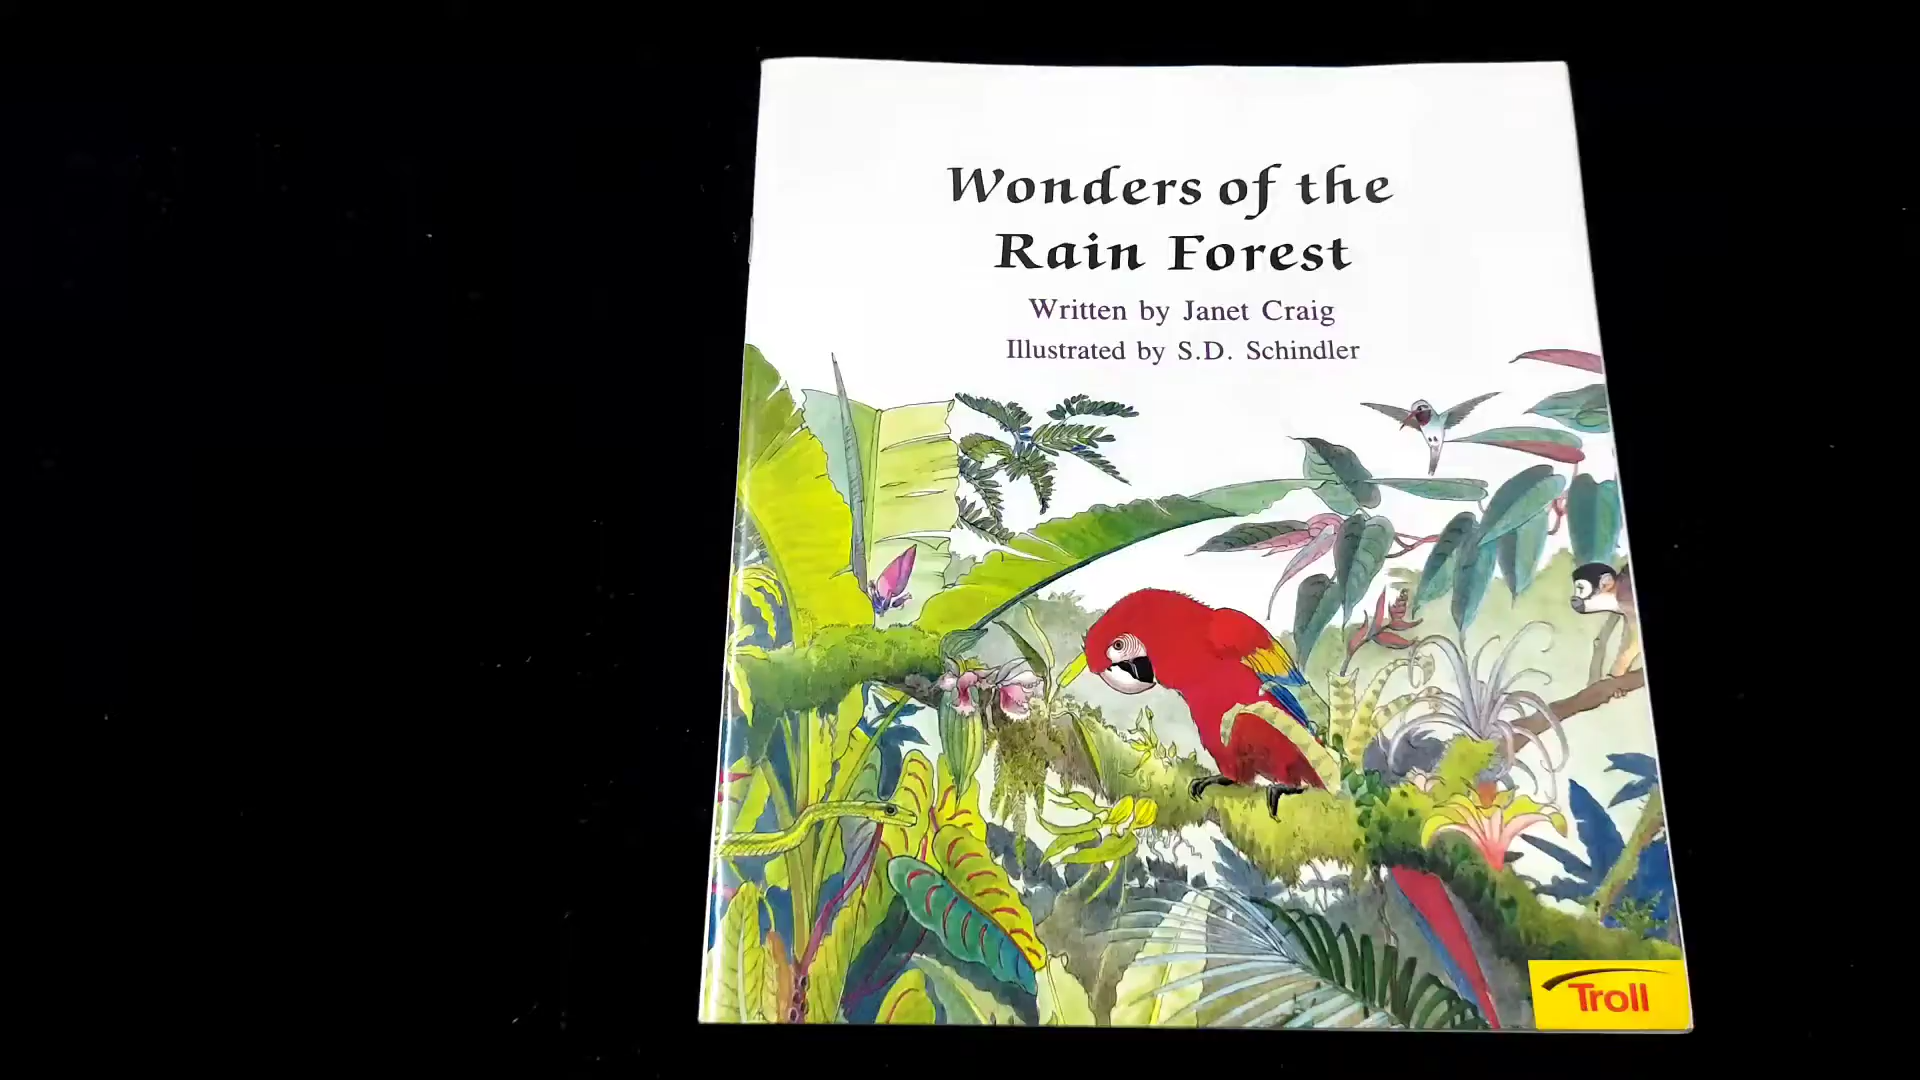 Wonders of the
Rain Forest
Written by Janet Craig
Illustrated by S.D. Schindler
Troll